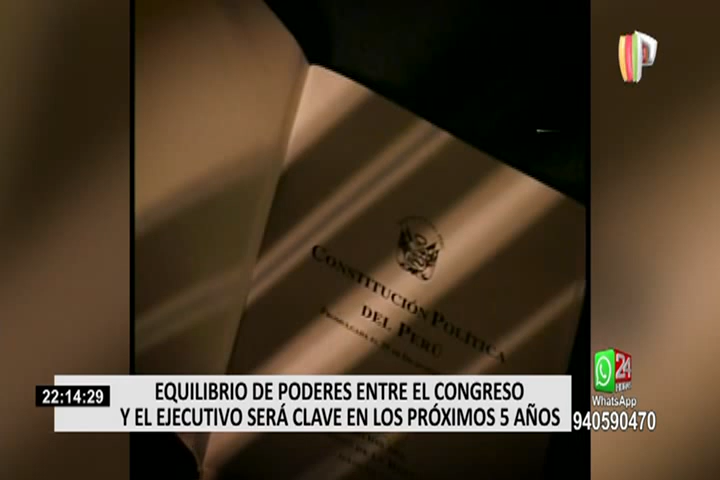 CONSTITUCIÓN POLÍTICA
DEL PERÚ
22:14:29
EQUILIBRIO DE PODERES ENTRE EL CONGRESO
Y EL EJECUTIVO SERÁ CLAVE EN LOS PRÓXIMOS 5 AÑOS
24
WhatsApp
940590470